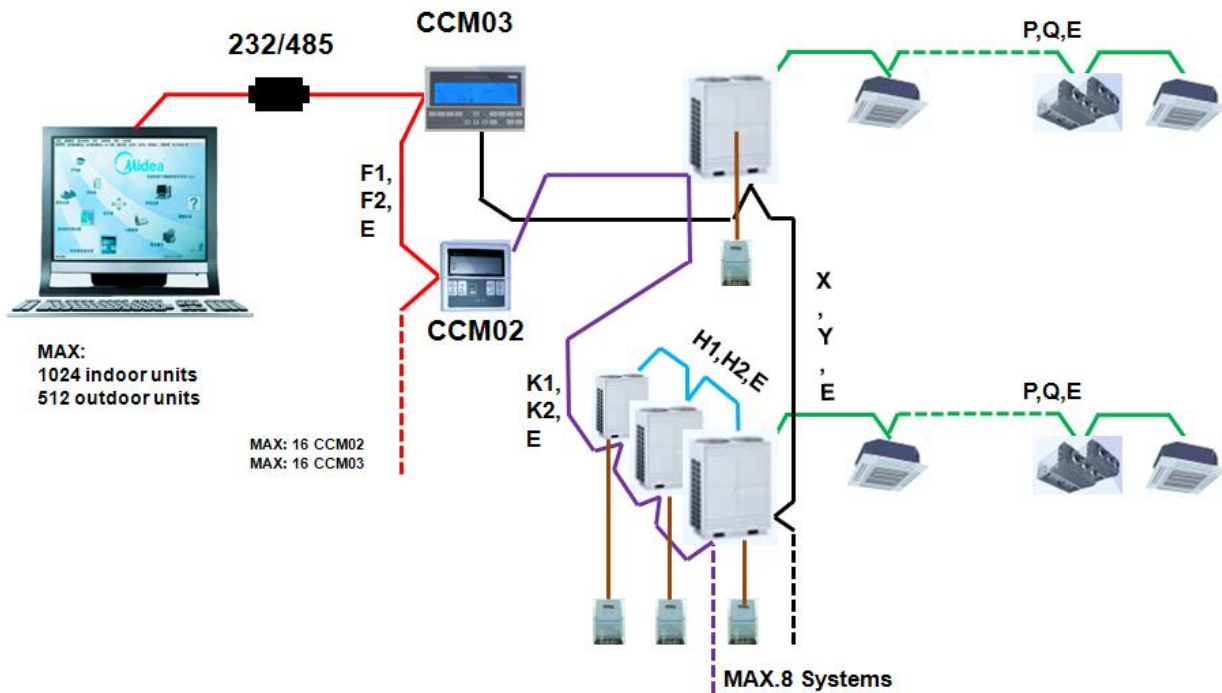 CCM03
232/485
P,Q,E
Midea
F1,
F2,
E
CCM02
X
,
Y
,
E
H1,H2,E
K1,
K2,
E
P,Q,E
MAX:
1024 indoor units
512 outdoor units
MAX: 16 CCM02
MAX: 16 CCM03
MAX.8 Systems